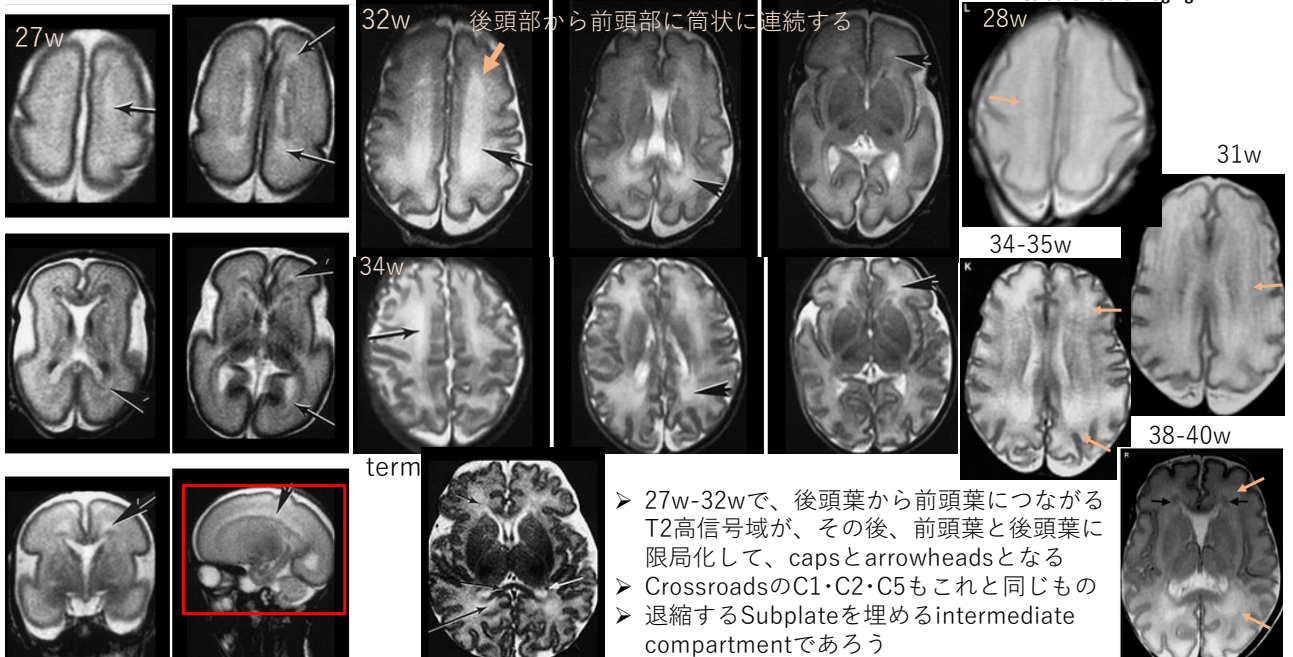 27w
32w
後頭部から前頭部に筒状に連続する
L
28w
31w
34w
34-35w
K
38-40w
R
term
➢ 27w-32wで、後頭葉から前頭葉につながる
T2高信号域が、その後、前頭葉と後頭葉に
限局化して、capsとarrowheadsとなる
➢ CrossroadsのC1・C2・C5もこれと同じもの
➢ 退縮するSubplateを埋めるintermediate
compartmentであろう